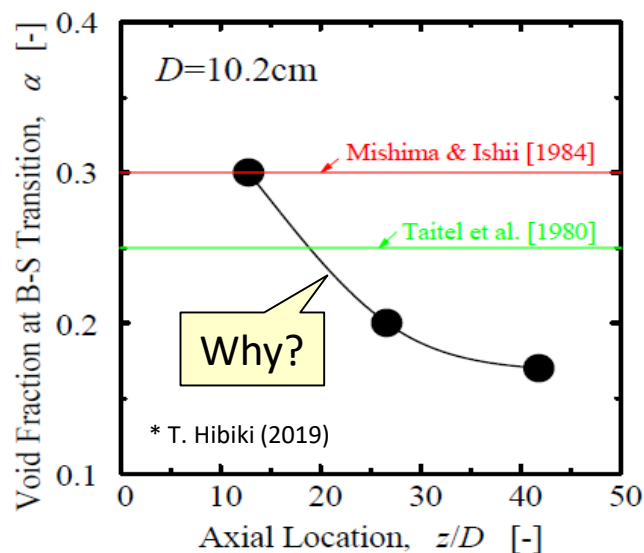 0.4
D=10.2cm
Mishima & Ishii [1984]
0.3
Taitel et al. [1980]
0.2
Why?
* T. Hibiki (2019)
0.1
0 10 20 30 40 50
Axial Location, z/D [-]
Void Fraction at B-S Transition, α [-]